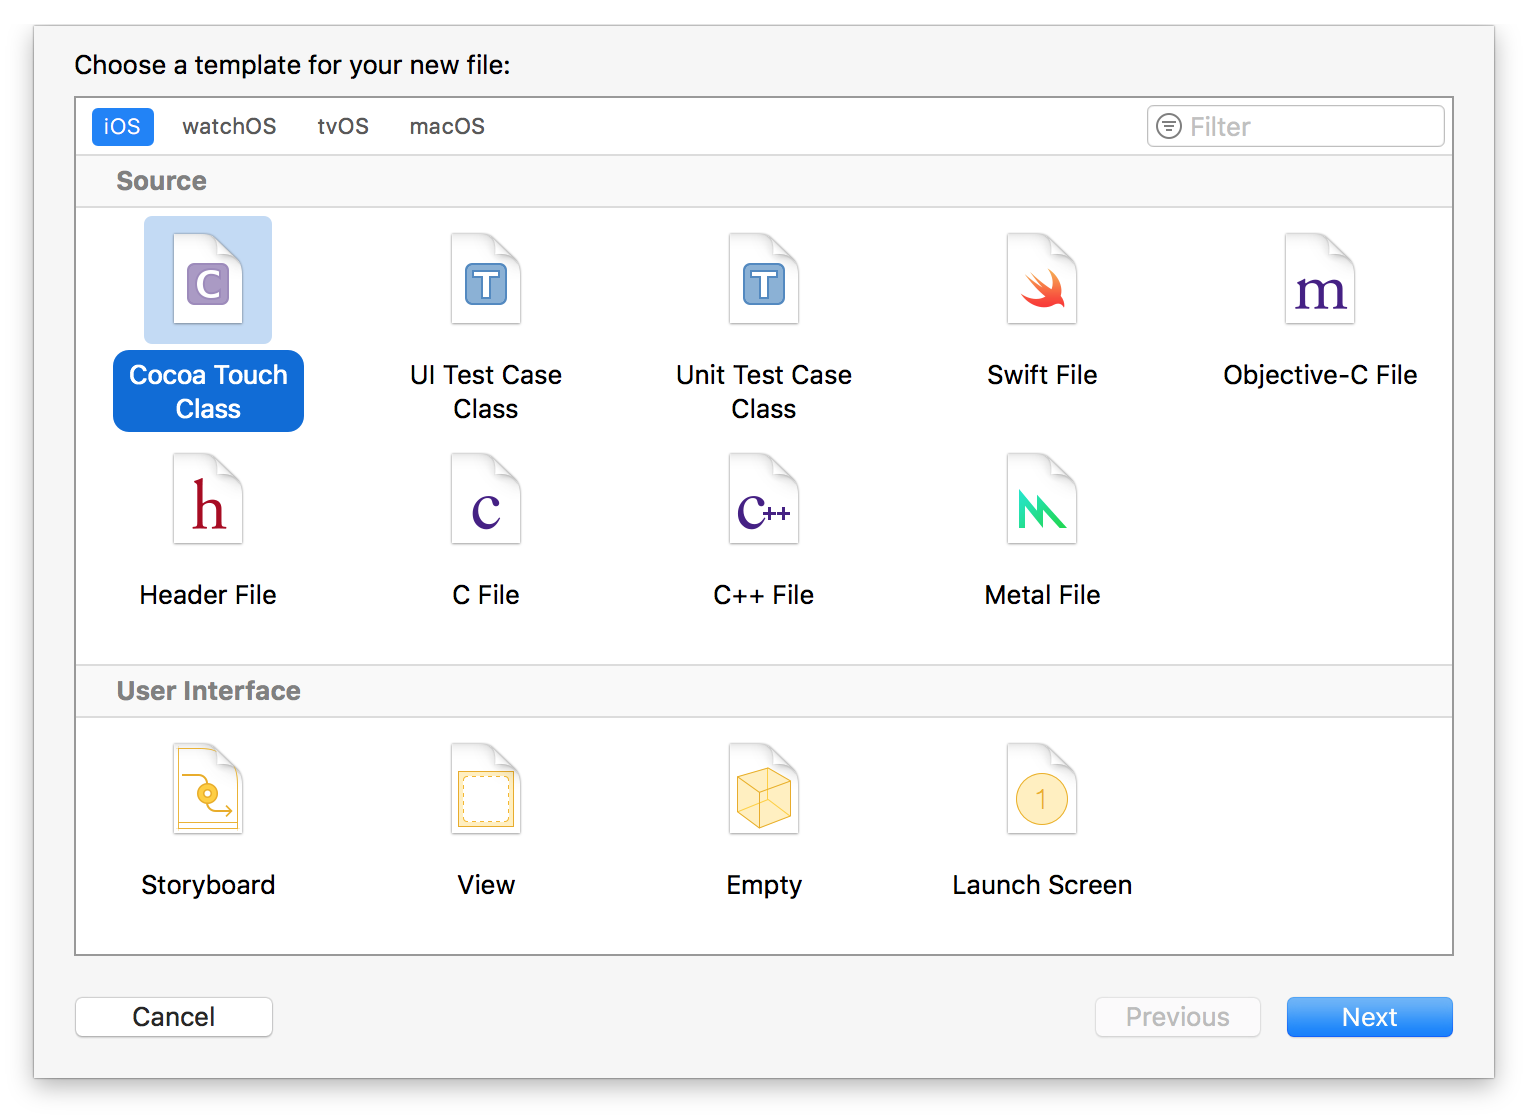 Choose a template for your new file:
iOS watchOS tvOS macOS Filter
Source
C T T m
Cocoa Touch Class
UI Test Case Class
Unit Test Case Class
Swift File
Objective-C File
h c C++
Header File
C File
C++ File
Metal File
User Interface
1
Storyboard
View
Empty
Launch Screen
Cancel Previous Next